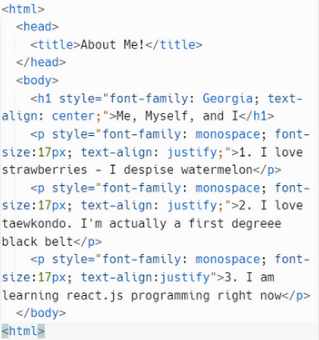 <html>
<head>
<title>About Me!</title>
</head>
<body>
<h1 style="font-family: Georgia; text-
align: center;">Me, Myself, and I</h1>
<p style="font-family: monospace; font-
size:17px; text-align: justify;">1. I love
strawberries - I despise watermelon</p>
<p style="font-family: monospace; font-
size:17px; text-align: justify;">2. I love
taewkondo. I'm actually a first degreee
black belt</p>
<p style="font-family: monospace; font-
size:17px; text-align:justify">3. I am
learning react.js programming right now</p>
</body>
<html>